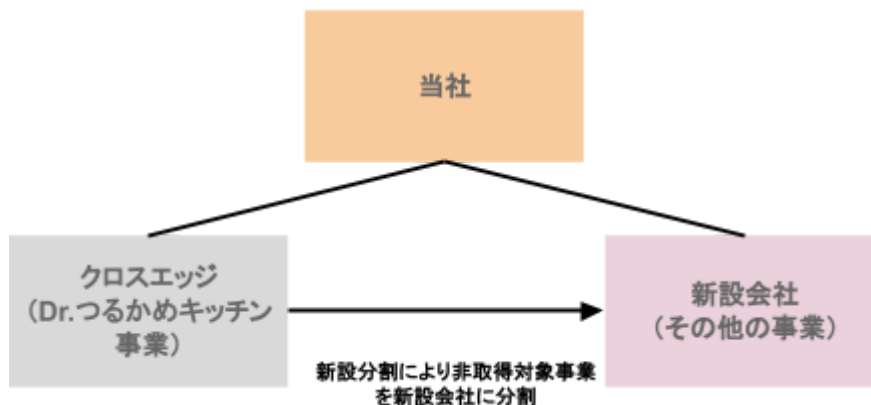 当社
クロスエッジ
（Dr.つるかめキッチン
事業）
新設会社
（その他の事業）
新設分割により非取得対象事業
を新設会社に分割